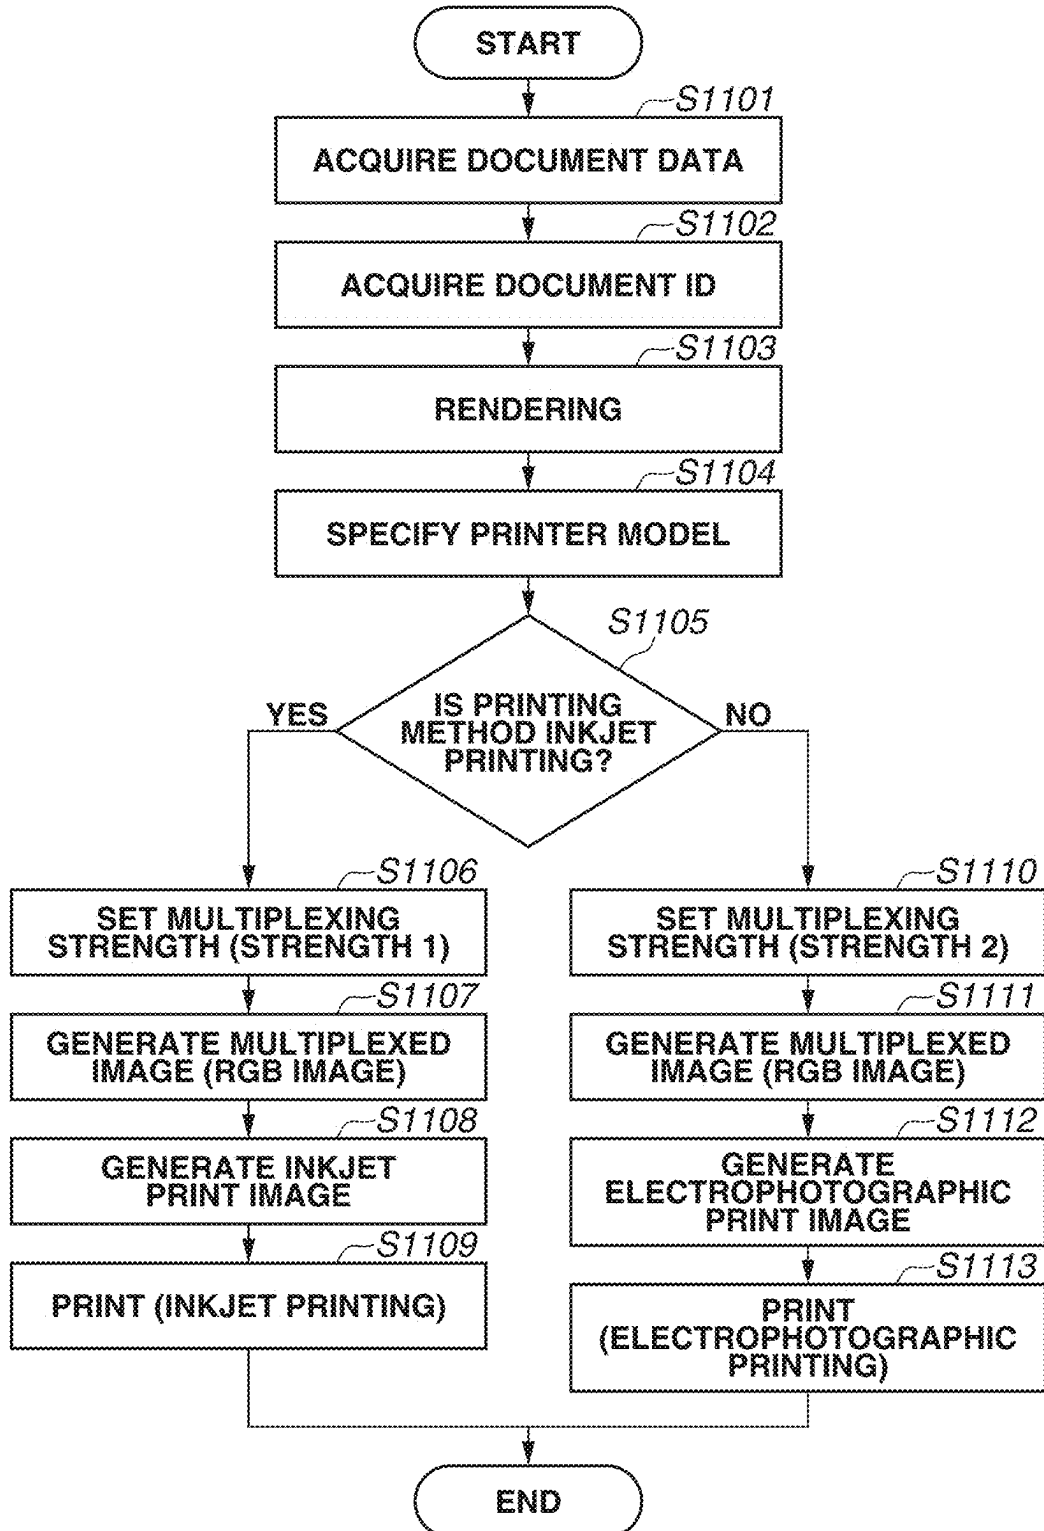 START
S1101
ACQUIRE DOCUMENT DATA
S1102
ACQUIRE DOCUMENT ID
S1103
RENDERING
S1104
SPECIFY PRINTER MODEL
S1105
IS PRINTING
METHOD INKJET
PRINTING?
YES
NO
S1106
SET MULTIPLEXING
STRENGTH (STRENGTH 1)
S1107
GENERATE MULTIPLEXED
IMAGE (RGB IMAGE)
S1108
GENERATE INKJET
PRINT IMAGE
S1109
PRINT (INKJET PRINTING)
S1110
SET MULTIPLEXING
STRENGTH (STRENGTH 2)
S1111
GENERATE MULTIPLEXED
IMAGE (RGB IMAGE)
S1112
GENERATE
ELECTROPHOTOGRAPHIC
PRINT IMAGE
S1113
PRINT
(ELECTROPHOTOGRAPHIC
PRINTING)
END